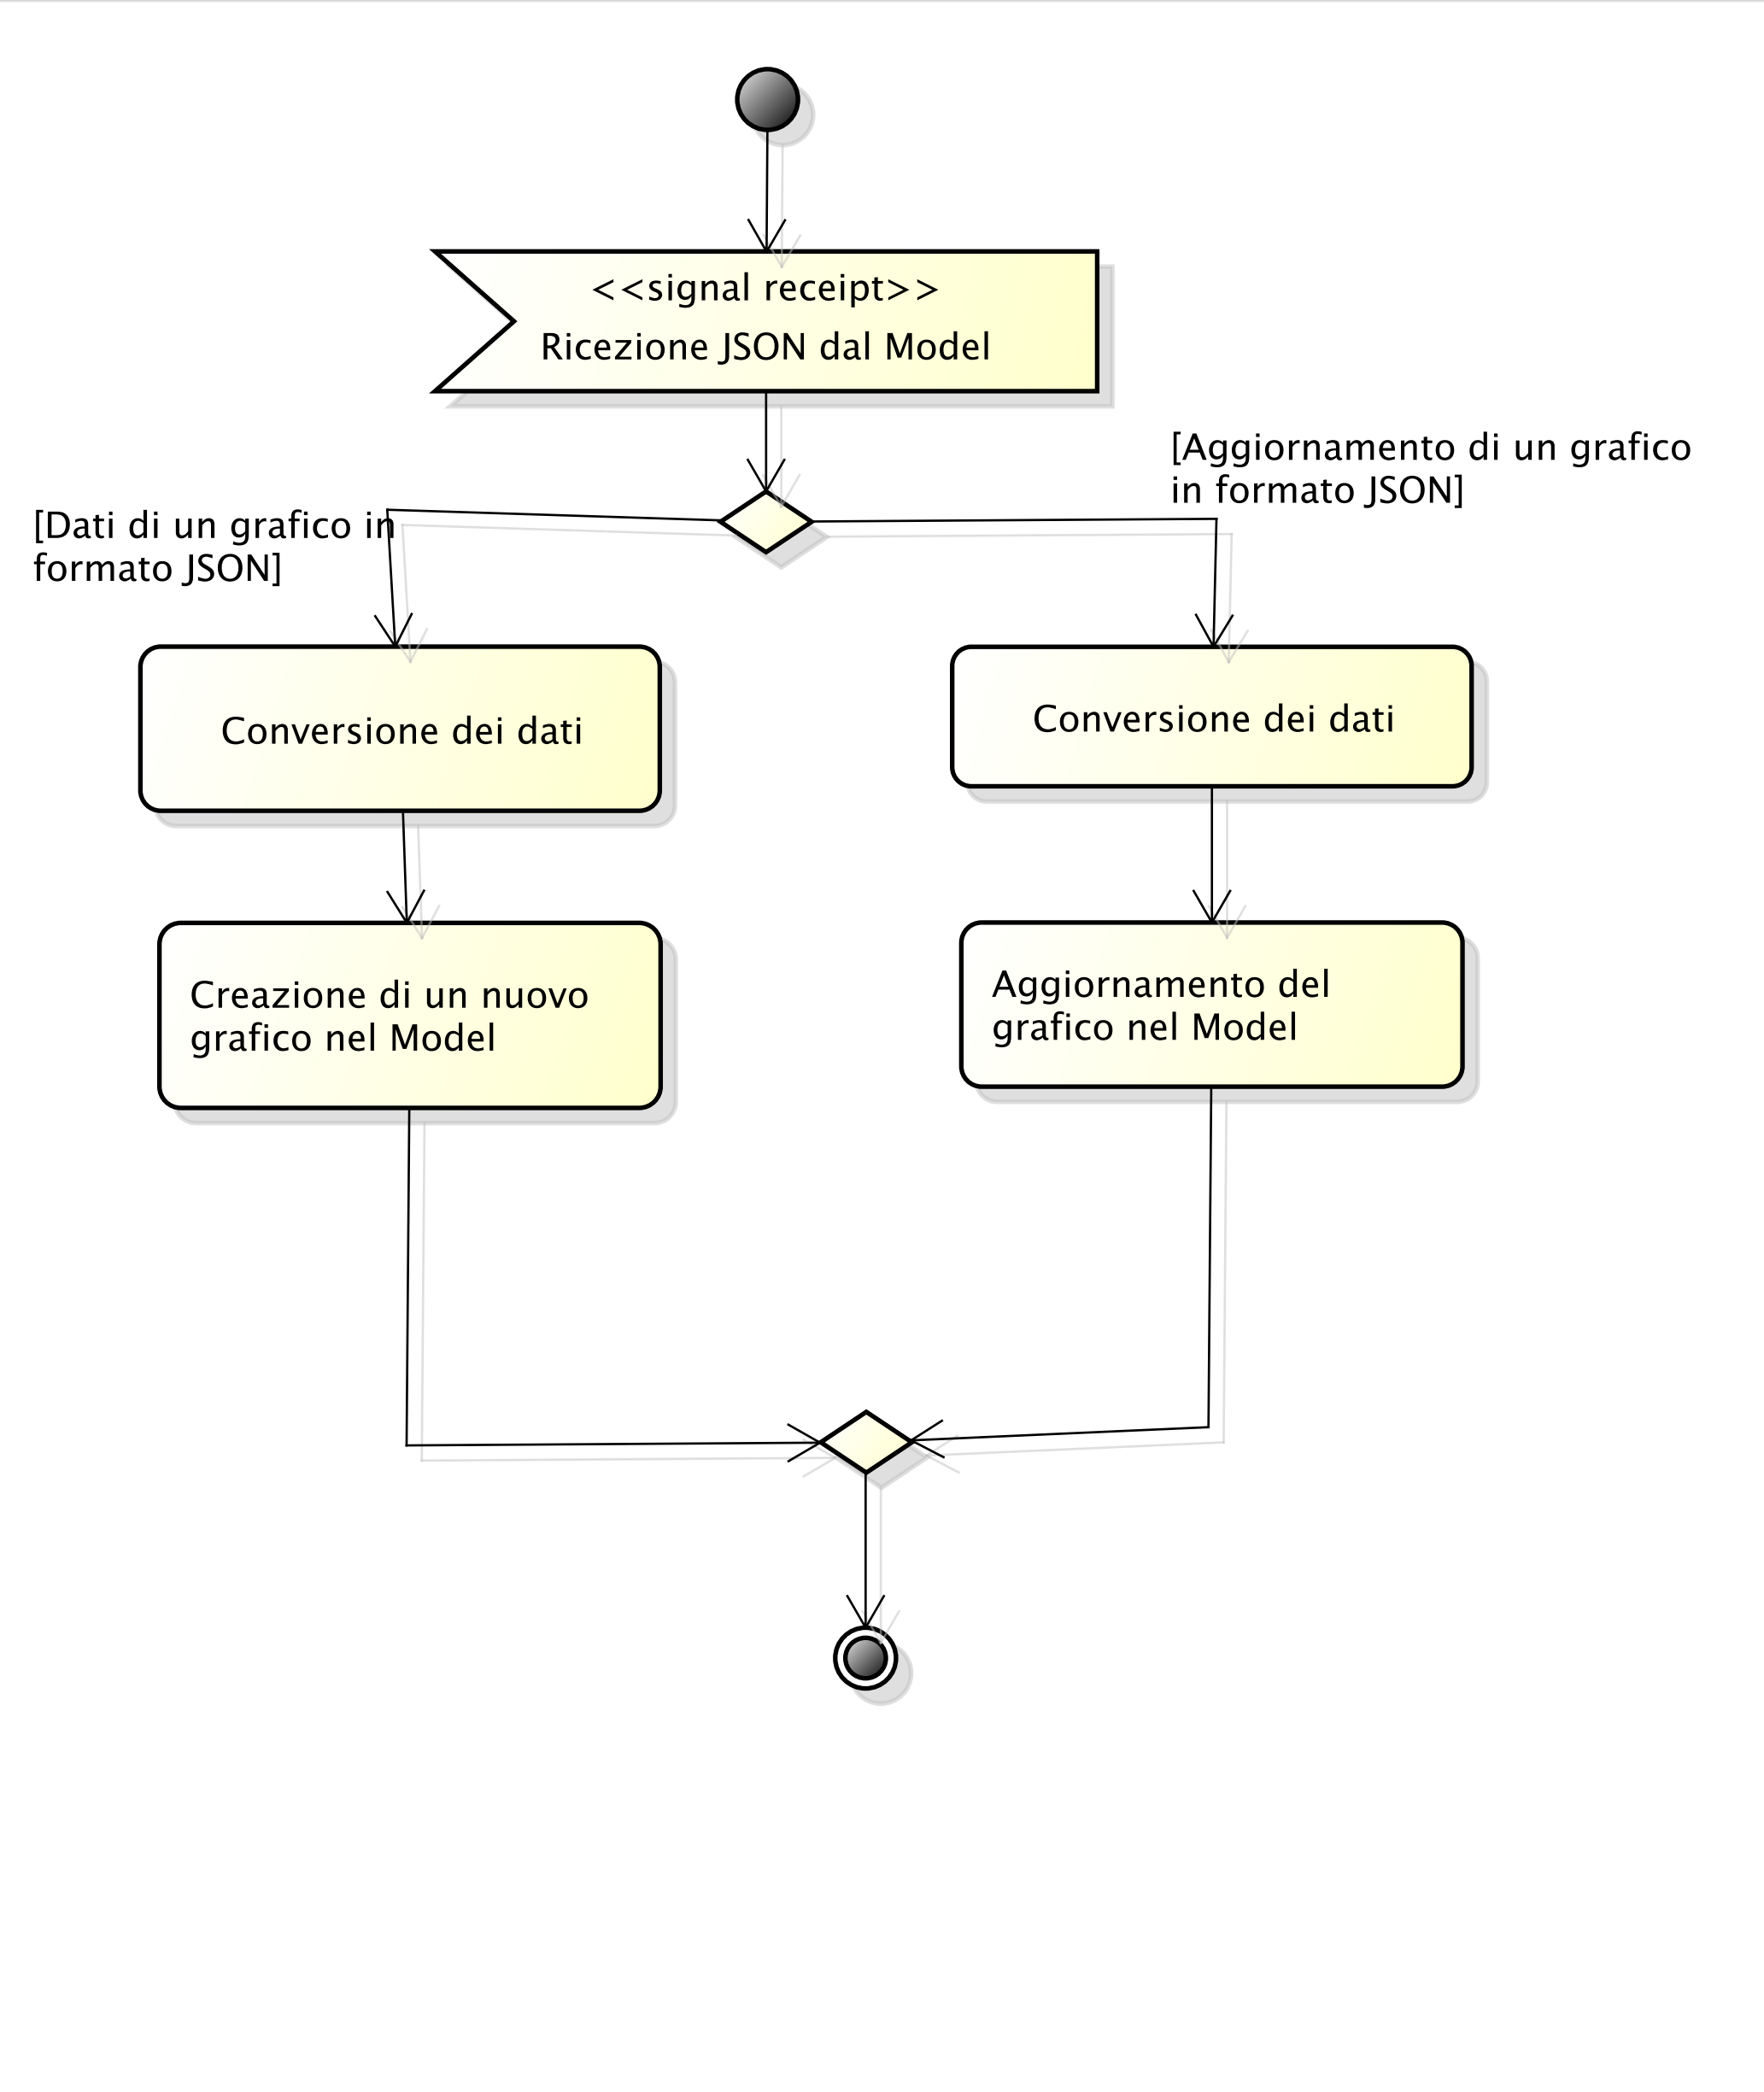 <<signal receipt>>
Ricezione JSON dal Model
[Aggiornamento di un grafico
in formato JSON]
[Dati di un grafico in
formato JSON]
Conversione dei dati
Conversione dei dati
Creazione di un nuovo
grafico nel Model
Aggiornamento del
grafico nel Model